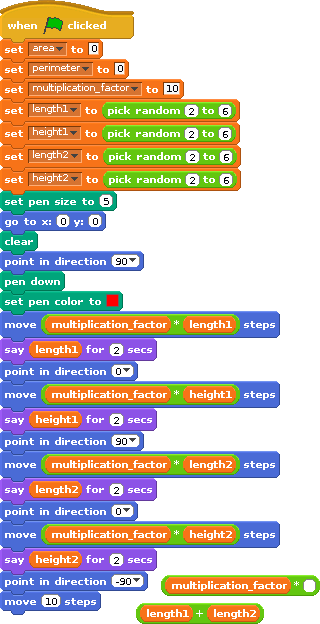 when clicked
set area to 0
set perimeter to 0
set multiplication_factor to 10
set length1 to pick random 2 to 6
set height1 to pick random 2 to 6
set length2 to pick random 2 to 6
set height2 to pick random 2 to 6
set pen size to 5
go to x: 0 y: 0
clear
point in direction 90
pen down
set pen color to
move multiplication_factor * length1 steps
say length1 for 2 secs
point in direction 0
move multiplication_factor * height1 steps
say height1 for 2 secs
point in direction 90
move multiplication_factor * length2 steps
say length2 for 2 secs
point in direction 0
move multiplication_factor * height2 steps
say height2 for 2 secs
point in direction -90
multiplication_factor *
move 10 steps
length1 + length2